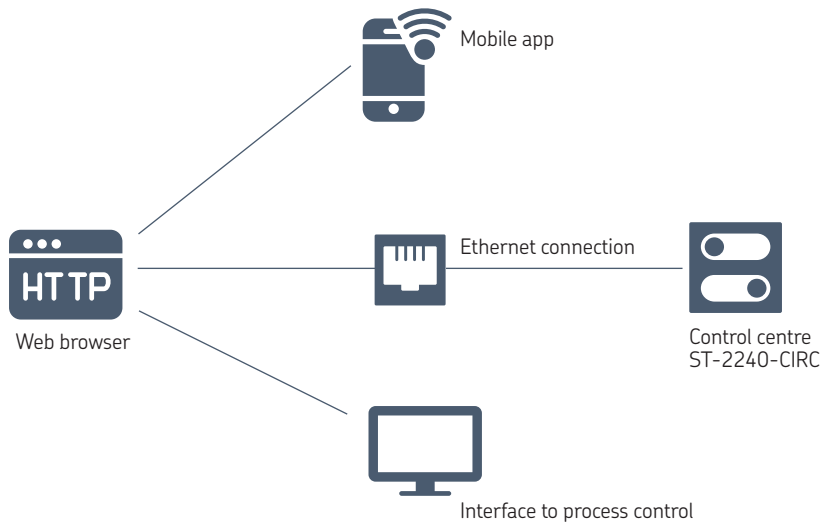 Mobile app
Ethernet connection
HTTP
Web browser
Control centre
ST-2240-CIRC
Interface to process control